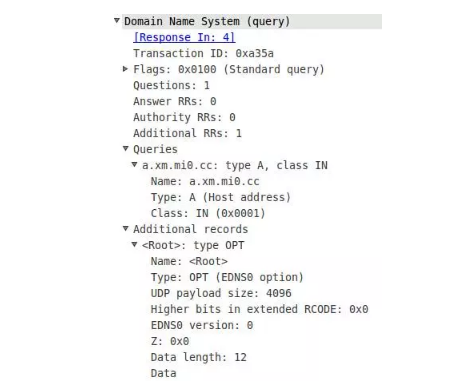 Domain Name System (query)
[Response In: 4]
Transaction ID: 0xa35a
Flags: 0x0100 (Standard query)
Questions: 1
Answer RRs: 0
Authority RRs: 0
Additional RRs: 1
Queries
a.xm.mi0.cc: type A, class IN
Name: a.xm.mi0.cc
Type: A (Host address)
Class: IN (0x0001)
Additional records
<Root>: type OPT
Name: <Root>
Type: OPT (EDNS0 option)
UDP payload size: 4096
Higher bits in extended RCODE: 0x0
EDNS0 version: 0
Z: 0x0
Data length: 12
Data